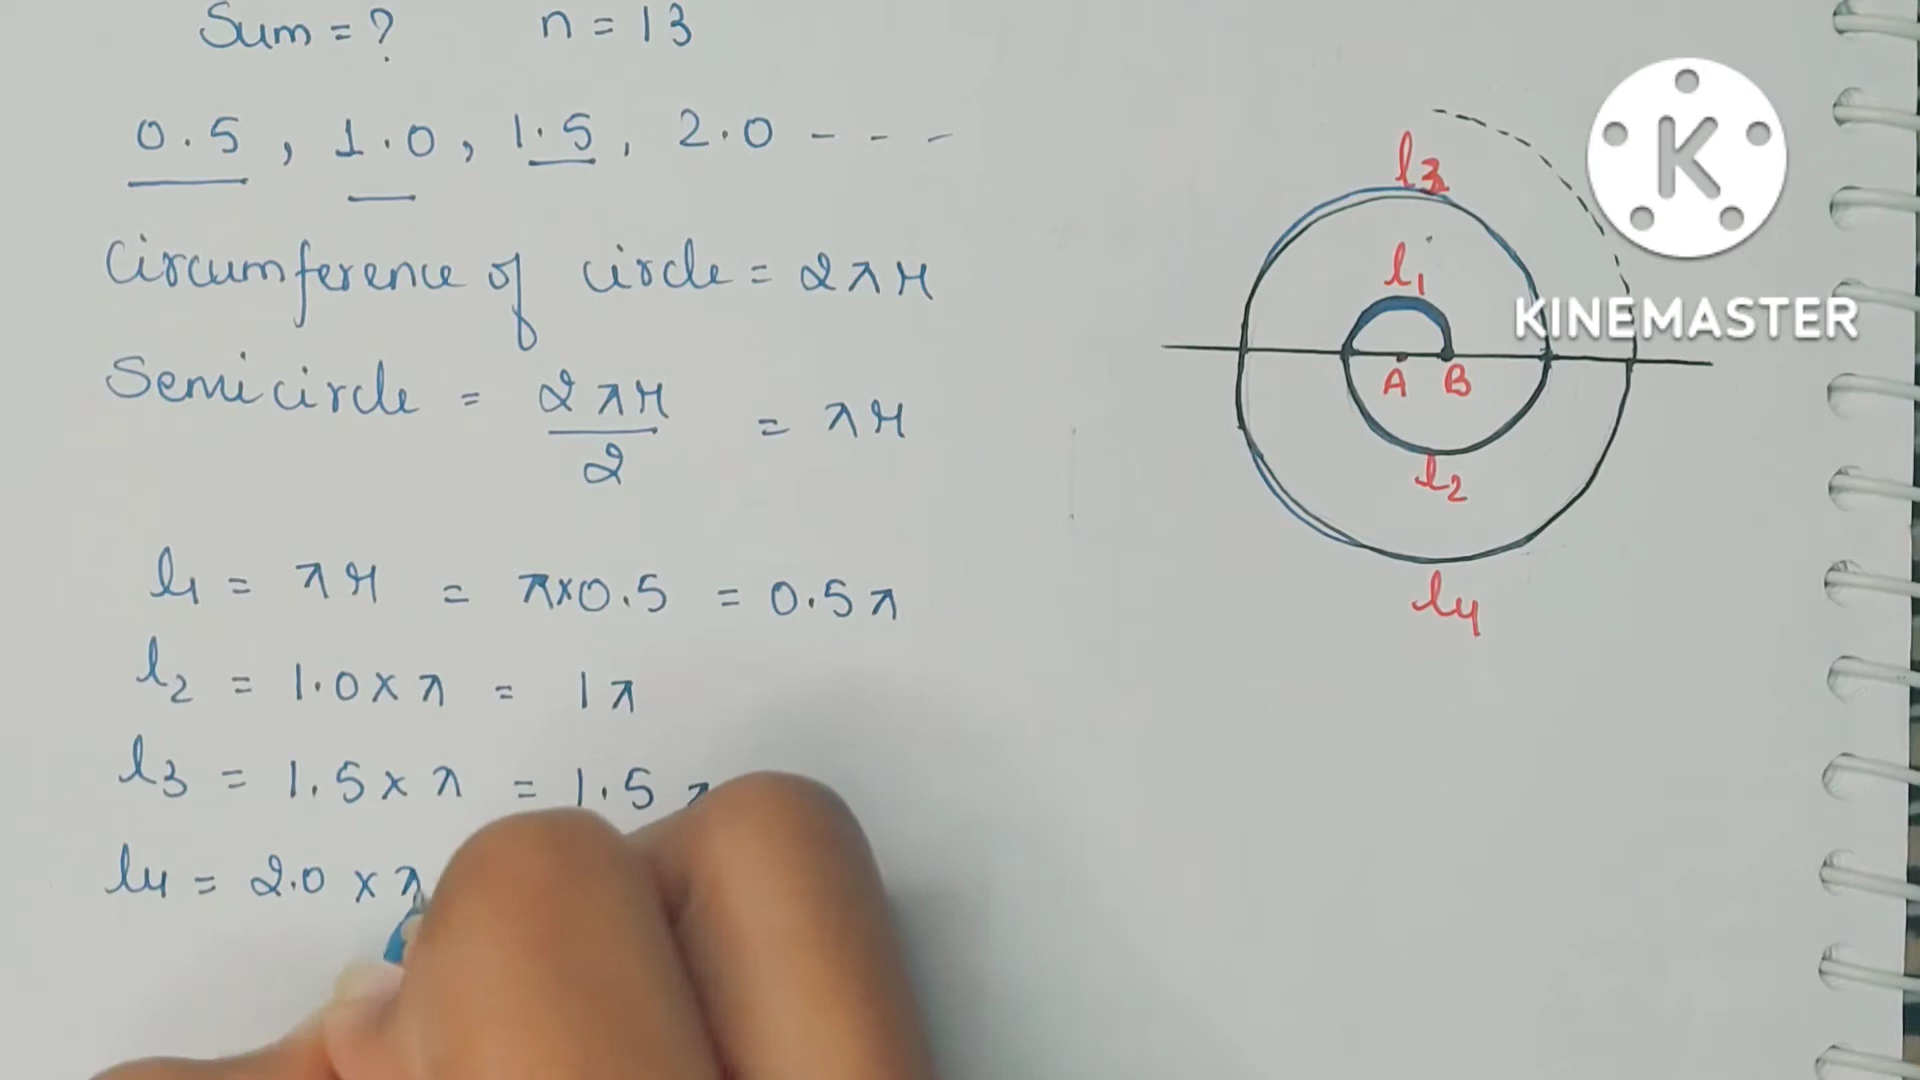 Sum = ? n = 13
0.5 , 1.0 , 1.5 , 2.0 - - -
Circumference of circle = 2πr
Semicircle = 2πr/2 = πr
l1 = πr = π×0.5 = 0.5π
l2 = 1.0×π = 1π
l3 = 1.5×π = 1.5 π
l4 = 2.0 ×π
l3
l1
A B
l2
l4
K
KINEMASTER